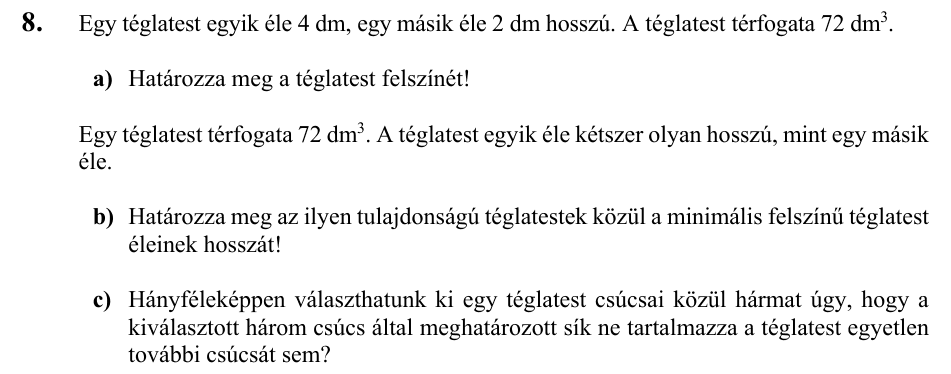 8. Egy téglatest egyik éle 4 dm, egy másik éle 2 dm hosszú. A téglatest térfogata 72 dm³.
a) Határozza meg a téglatest felszínét!
Egy téglatest térfogata 72 dm³. A téglatest egyik éle kétszer olyan hosszú, mint egy másik
éle.
b) Határozza meg az ilyen tulajdonságú téglatestek közül a minimális felszínű téglatest
éleinek hosszát!
c) Hányféleképpen választhatunk ki egy téglatest csúcsai közül hármat úgy, hogy a
kiválasztott három csúcs által meghatározott sík ne tartalmazza a téglatest egyetlen
további csúcsát sem?